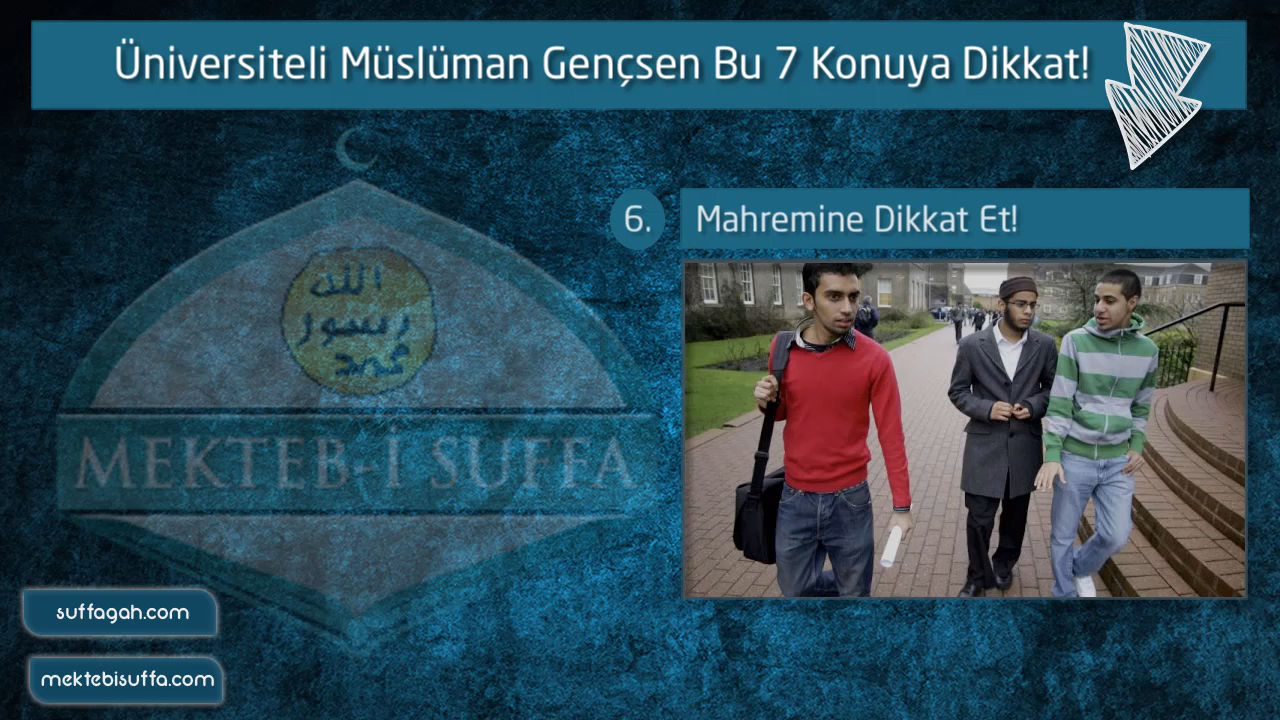 Üniversiteli Müslüman Gençsen Bu 7 Konuya Dikkat!
6. Mahremine Dikkat Et!
الله
رسول
محمد
MEKTEB-İ SUFFA
suffagah.com
mektebisuffa.com